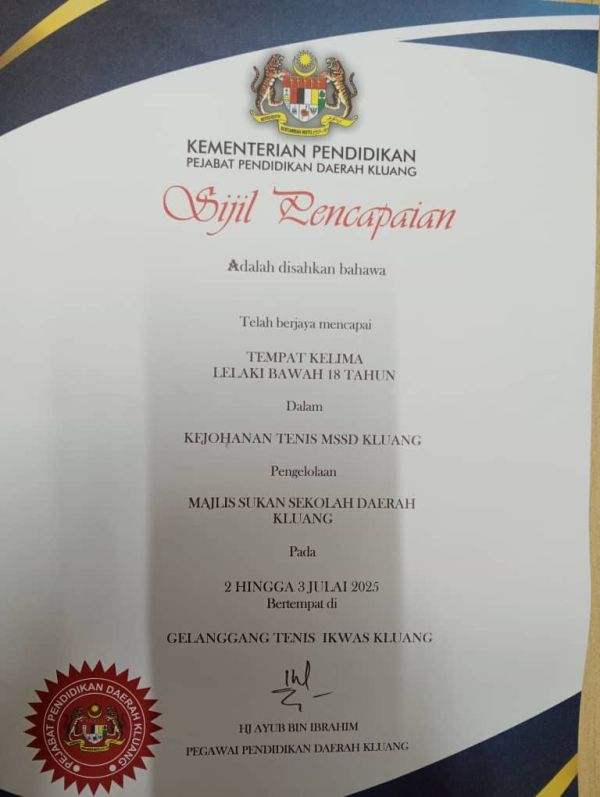 KEMENTERIAN PENDIDIKAN
PEJABAT PENDIDIKAN DAERAH KLUANG
Sijil Pencapaian
Adalah disahkan bahawa
Telah berjaya mencapai
TEMPAT KELIMA
LELAKI BAWAH 18 TAHUN
Dalam
KEJOHANAN TENIS MSSD KLUANG
Pengelolaan
MAJLIS SUKAN SEKOLAH DAERAH
KLUANG
Pada
2 HINGGA 3 JULAI 2025
Bertempat di
GELANGGANG TENIS IKWAS KLUANG
HJ AYUB BIN IBRAHIM
PEGAWAI PENDIDIKAN DAERAH KLUANG
PEJABAT PENDIDIKAN DAERAH KLUANG